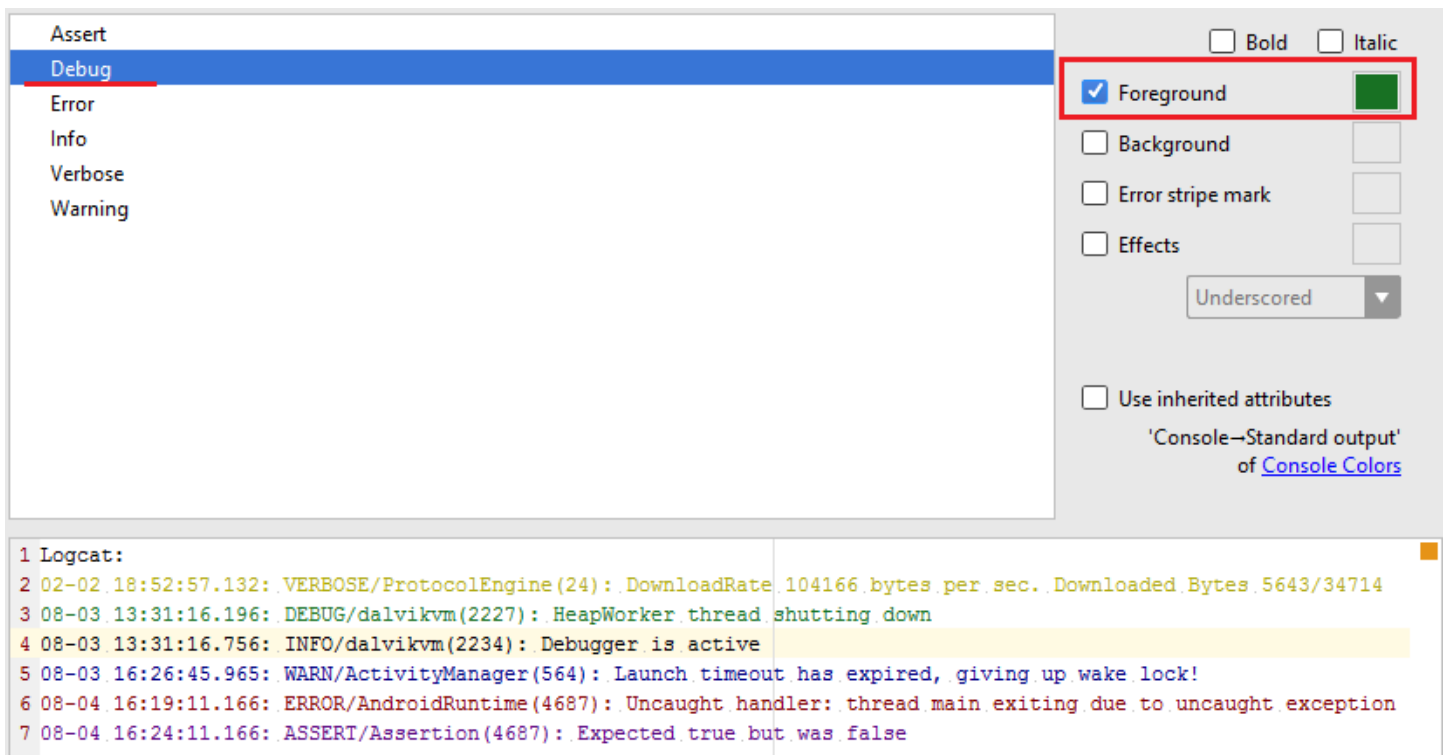 Assert
Debug
Error
Info
Verbose
Warning
Bold Italic
Foreground
Background
Error stripe mark
Effects
Underscored
Use inherited attributes
'Console→Standard output'
of Console Colors
1 Logcat:
2 02-02 18:52:57.132: VERBOSE/ProtocolEngine(24): DownloadRate 104166 bytes per sec. Downloaded Bytes 5643/34714
3 08-03 13:31:16.196: DEBUG/dalvikvm(2227): HeapWorker thread shutting down
4 08-03 13:31:16.756: INFO/dalvikvm(2234): Debugger is active
5 08-03 16:26:45.965: WARN/ActivityManager(564): Launch timeout has expired, giving up wake lock!
6 08-04 16:19:11.166: ERROR/AndroidRuntime(4687): Uncaught handler: thread main exiting due to uncaught exception
7 08-04 16:24:11.166: ASSERT/Assertion(4687): Expected true but was false